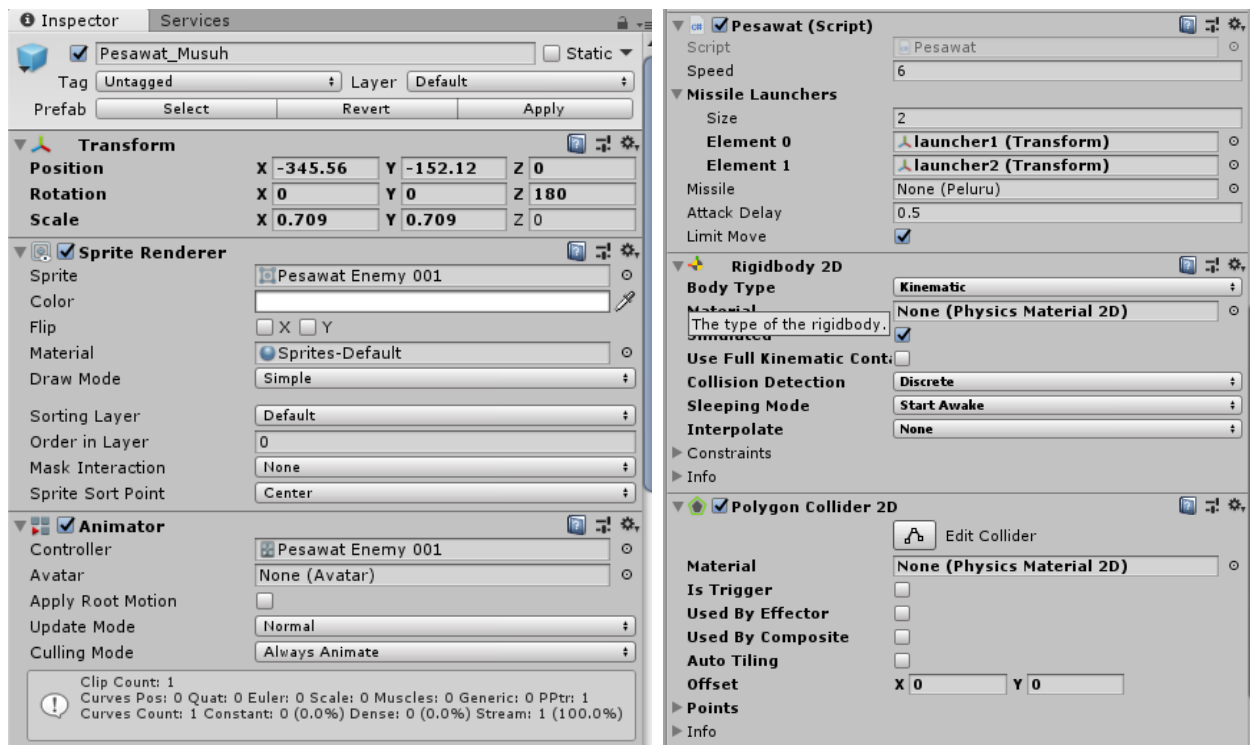 Inspector Services
Pesawat_Musuh Static
Tag Untagged Layer Default
Prefab Select Revert Apply
Transform
Position X -345.56 Y -152.12 Z 0
Rotation X 0 Y 0 Z 180
Scale X 0.709 Y 0.709 Z 0
Sprite Renderer
Sprite Pesawat Enemy 001
Color
Flip X Y
Material Sprites-Default
Draw Mode Simple
Sorting Layer Default
Order in Layer 0
Mask Interaction None
Sprite Sort Point Center
Animator
Controller Pesawat Enemy 001
Avatar None (Avatar)
Apply Root Motion
Update Mode Normal
Culling Mode Always Animate
Clip Count: 1
Curves Pos: 0 Quat: 0 Euler: 0 Scale: 0 Muscles: 0 Generic: 0 PPtr: 1
Curves Count: 1 Constant: 0 (0.0%) Dense: 0 (0.0%) Stream: 1 (100.0%)
c# Pesawat (Script)
Script Pesawat
Speed 6
Missile Launchers
Size 2
Element 0 launcher1 (Transform)
Element 1 launcher2 (Transform)
Missile None (Peluru)
Attack Delay 0.5
Limit Move
Rigidbody 2D
Body Type Kinematic
Material None (Physics Material 2D)
The type of the rigidbody.
Simulated
Use Full Kinematic Conta
Collision Detection Discrete
Sleeping Mode Start Awake
Interpolate None
Constraints
Info
Polygon Collider 2D
Edit Collider
Material None (Physics Material 2D)
Is Trigger
Used By Effector
Used By Composite
Auto Tiling
Offset X 0 Y 0
Points
Info